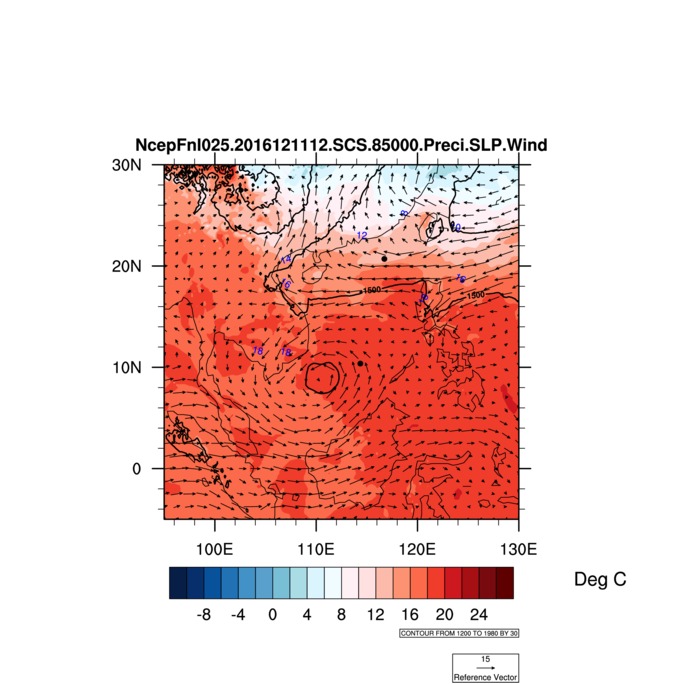 NcepFnl025.2016121112.SCS.85000.Preci.SLP.Wind
30N
20N
10N
0
100E 110E 120E 130E
8
12
10
14
16
16
1500
1500
18 18
-8 -4 0 4 8 12 16 20 24
Deg C
CONTOUR FROM 1200 TO 1980 BY 30
15
Reference Vector